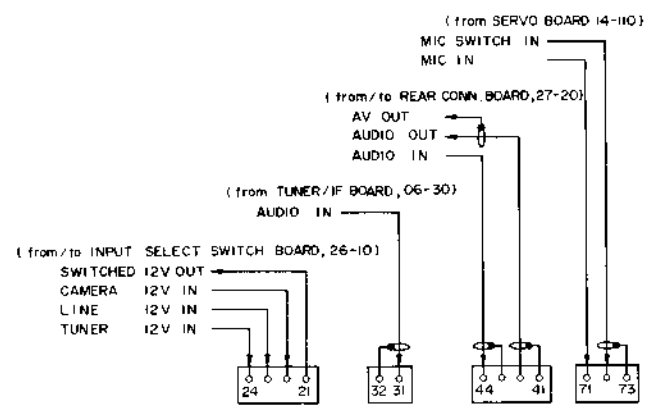 (from SERVO BOARD 14-110)
MIC SWITCH IN
MIC IN
(from/to REAR CONN. BOARD, 27-20)
AV OUT
AUDIO OUT
AUDIO IN
(from TUNER/IF BOARD, 06-30)
AUDIO IN
(from/to INPUT SELECT SWITCH BOARD, 26-10)
SWITCHED 12V OUT
CAMERA 12V IN
LINE 12V IN
TUNER 12V IN
24 21 32 31 44 41 71 73